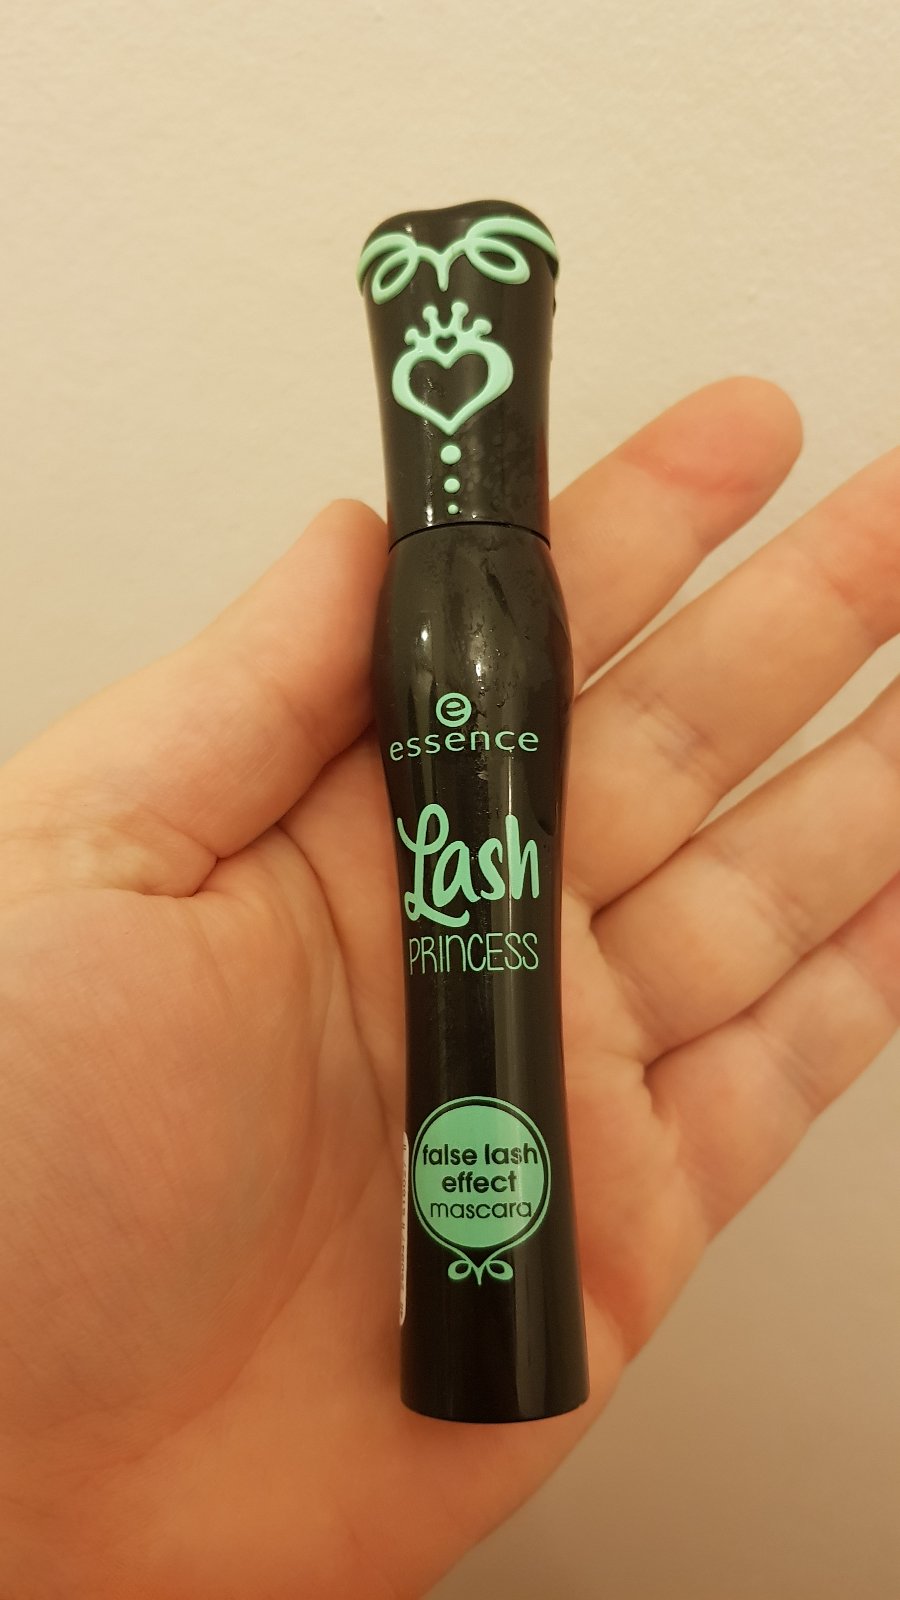 e
essence
Lash
PRINCESS
false lash
effect
mascara